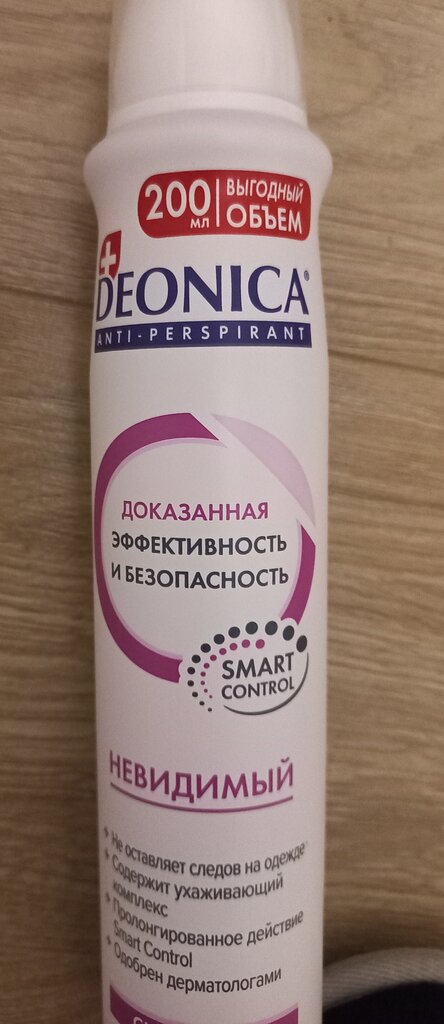 200 МЛ
ВЫГОДНЫЙ
ОБЪЕМ
DEONICA®
ANTI-PERSPIRANT
ДОКАЗАННАЯ
ЭФФЕКТИВНОСТЬ
И БЕЗОПАСНОСТЬ
SMART
CONTROL
НЕВИДИМЫЙ
+ Не оставляет следов на одежде
+ Содержит ухаживающий
комплекс
+ Пролонгированное действие
Smart Control
+ Одобрен дерматологами